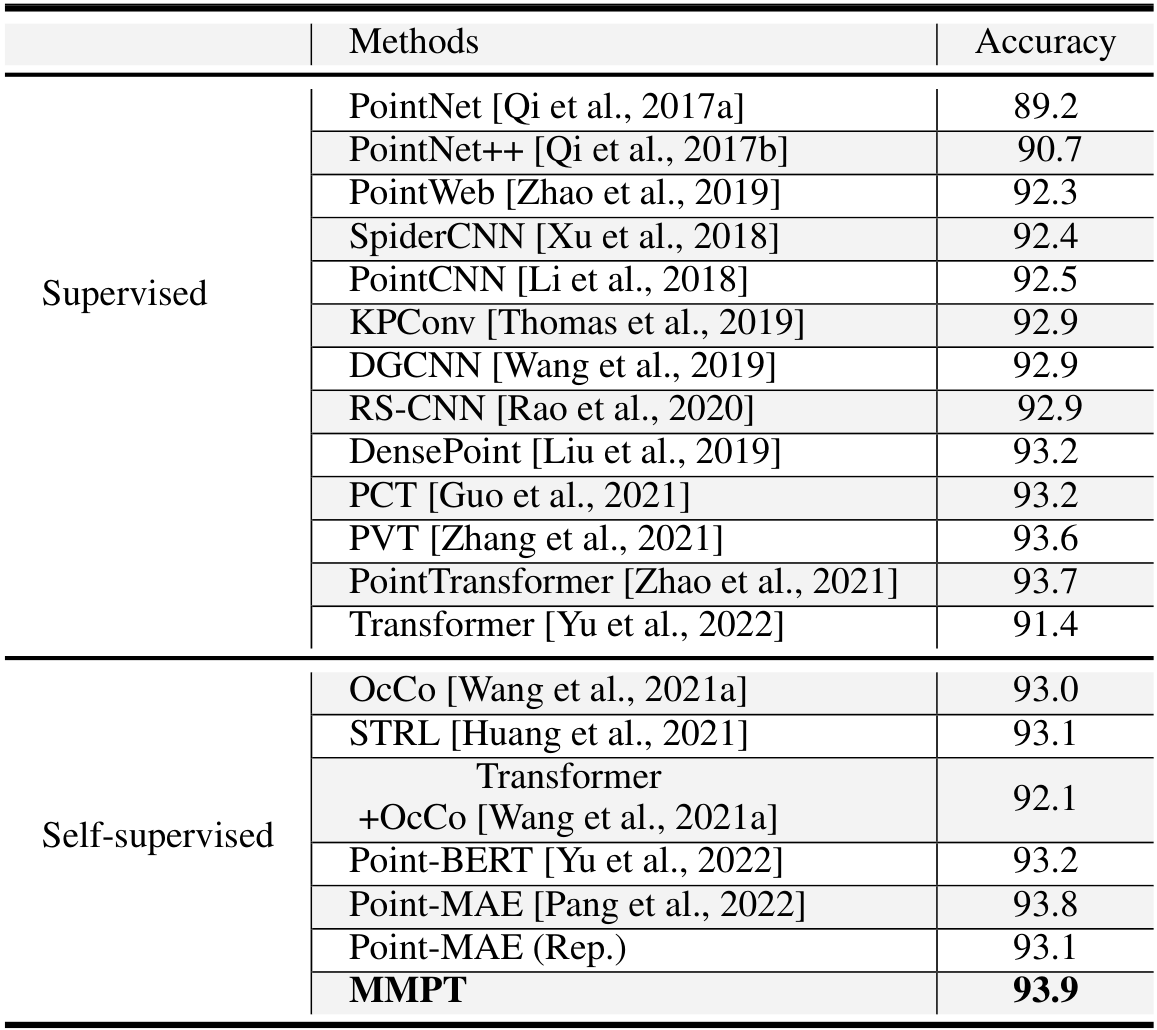 Methods Accuracy
Supervised
PointNet [Qi et al., 2017a] 89.2
PointNet++ [Qi et al., 2017b] 90.7
PointWeb [Zhao et al., 2019] 92.3
SpiderCNN [Xu et al., 2018] 92.4
PointCNN [Li et al., 2018] 92.5
KPConv [Thomas et al., 2019] 92.9
DGCNN [Wang et al., 2019] 92.9
RS-CNN [Rao et al., 2020] 92.9
DensePoint [Liu et al., 2019] 93.2
PCT [Guo et al., 2021] 93.2
PVT [Zhang et al., 2021] 93.6
PointTransformer [Zhao et al., 2021] 93.7
Transformer [Yu et al., 2022] 91.4
Self-supervised
OcCo [Wang et al., 2021a] 93.0
STRL [Huang et al., 2021] 93.1
Transformer
+OcCo [Wang et al., 2021a] 92.1
Point-BERT [Yu et al., 2022] 93.2
Point-MAE [Pang et al., 2022] 93.8
Point-MAE (Rep.) 93.1
MMPT 93.9